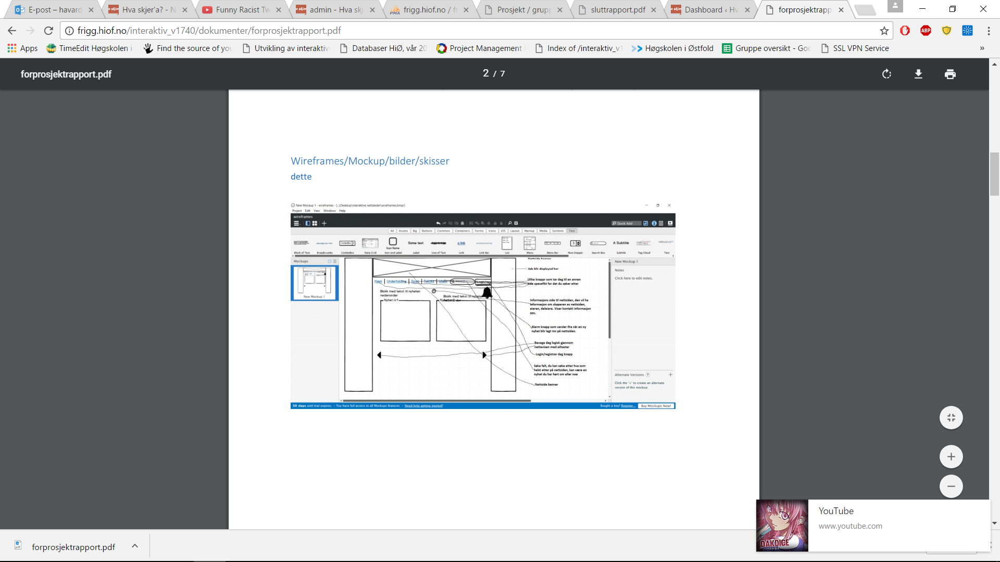 E-post – havard
Hva skjer'a? - N
Funny Racist Tw
admin - Hva skj
frigg.hiof.no / f
Prosjekt / grupp
sluttrapport.pdf
Dashboard ‹ Hv
forprosjektrapp
frigg.hiof.no/interaktiv_v1740/dokumenter/forprosjektrapport.pdf
ABP
Apps
TimeEdit Høgskolen i
Find the source of you
Utvikling av interaktiv
Databaser HiØ, vår 20
Project Management
Index of /interaktiv_v1
Høgskolen i Østfold
Gruppe oversikt - Goo
SSL VPN Service
»
forprosjektrapport.pdf
2 / 7
Wireframes/Mockup/bilder/skisser
dette
New Mockup 1 - wireframes - [...\Desktop\interaktive nettsteder\wireframes.bmpr]
Project Edit View Windows Help
wireframes
Quick Add
All Assets Big Buttons Common Containers Forms Icons iOS Layout Markup Media Symbols Text
ComboBox
Icon Name
Some text
a link
3
A Subtitle
Block of Text Breadcrumbs ComboBox Data Grid Icon and Label Label Line of Text Link Link Bar List Menu Menu Bar Num.Stepper Search Box Subtitle Tag Cloud Text
Mockups
New Mockup 1
Nettside banner
Ads blir displayed her
Hjem Underholdning Sport Politikk
Ulike knappr som tar deg til en annen
side spesefikt for det du søker etter
Blokk med tekst til nyheten
nedenunder
Blokk med tekst til nyheten
nedenunder
Nyhet nr1
Informasjons side til nettsiden, den vil ha
informasjon om skaperen av nettsiden,
eieren, deleiere. Viser kontakt informasjon
osv.
Alarm knapp som varsler ifra når en ny
nyhet blir lagt inn på nettsiden.
Bevege deg logisk gjennom
nettavisen med piltaster
Login/registrer deg knapp
Søke felt, du kan søke etter hva som
helst etter på nettsiden, kan være en
nyhet du har hørt om eller noe
Nettside banner
New Mockup 1
Notes
Click here to edit notes.
Alternate Versions ?
Click the '+' to create an alternate
version of this mockup.
30 days until trial expires. - You have full access to all Mockups features. - Need help getting started?
Bought a key? Register...
Buy Mockups Now!
YouTube
www.youtube.com
OAKDICE
forprosjektrapport.pdf